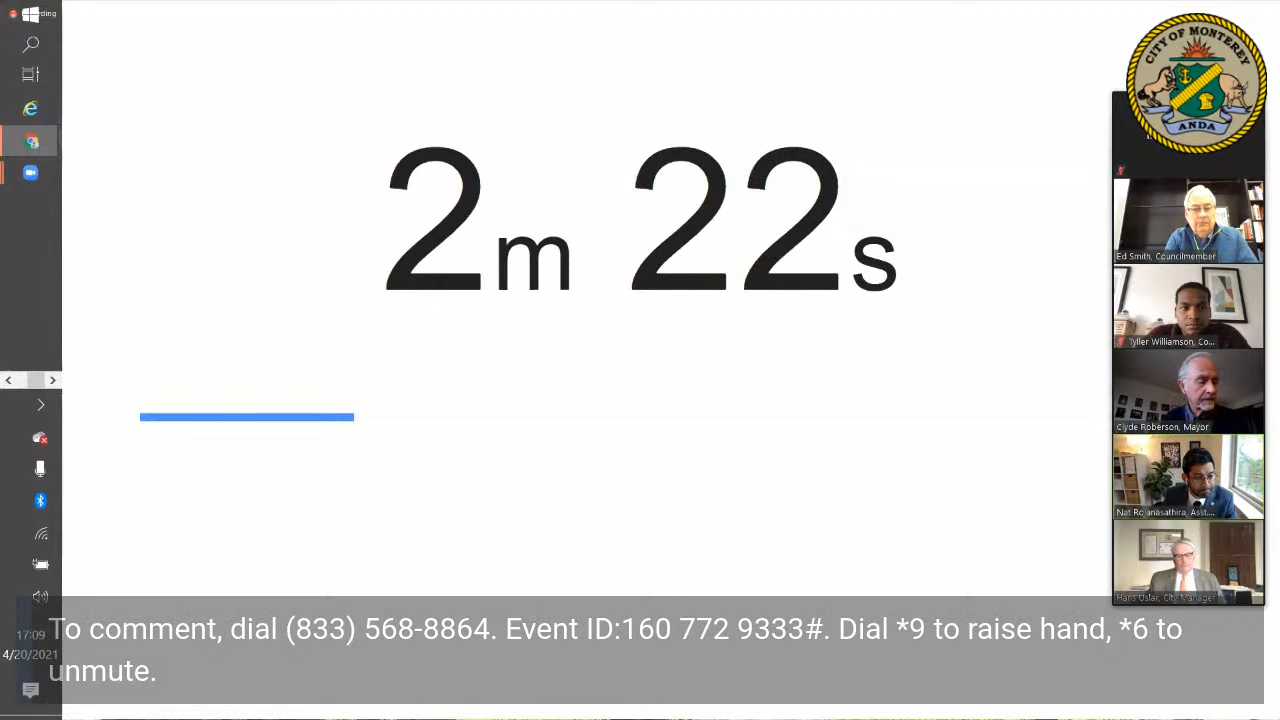 ding
CITY OF MONTEREY
ANDA
2m 22s
Ed Smith, Councilmember
Tyller Williamson, Co...
Clyde Roberson, Mayor
Nat Rojanasathira, Asst....
Hans Uslar, City Manager
To comment, dial (833) 568-8864. Event ID:160 772 9333#. Dial *9 to raise hand, *6 to
unmute.
17:09
4/20/2021